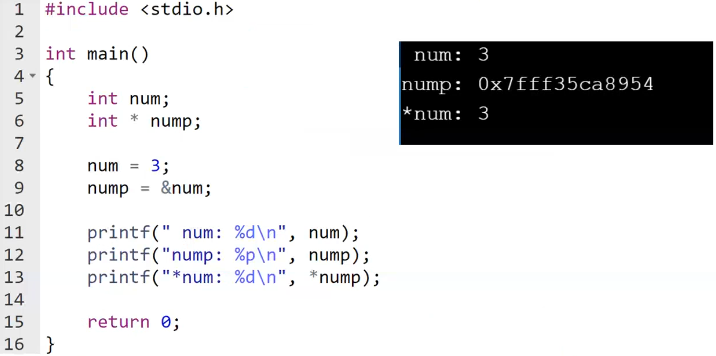 1 #include <stdio.h>
2
3 int main()
4 {
5     int num;
6     int * nump;
7
8     num = 3;
9     nump = &num;
10
11     printf(" num: %d\n", num);
12     printf("nump: %p\n", nump);
13     printf("*num: %d\n", *nump);
14
15     return 0;
16 }
 num: 3
nump: 0x7fff35ca8954
*num: 3